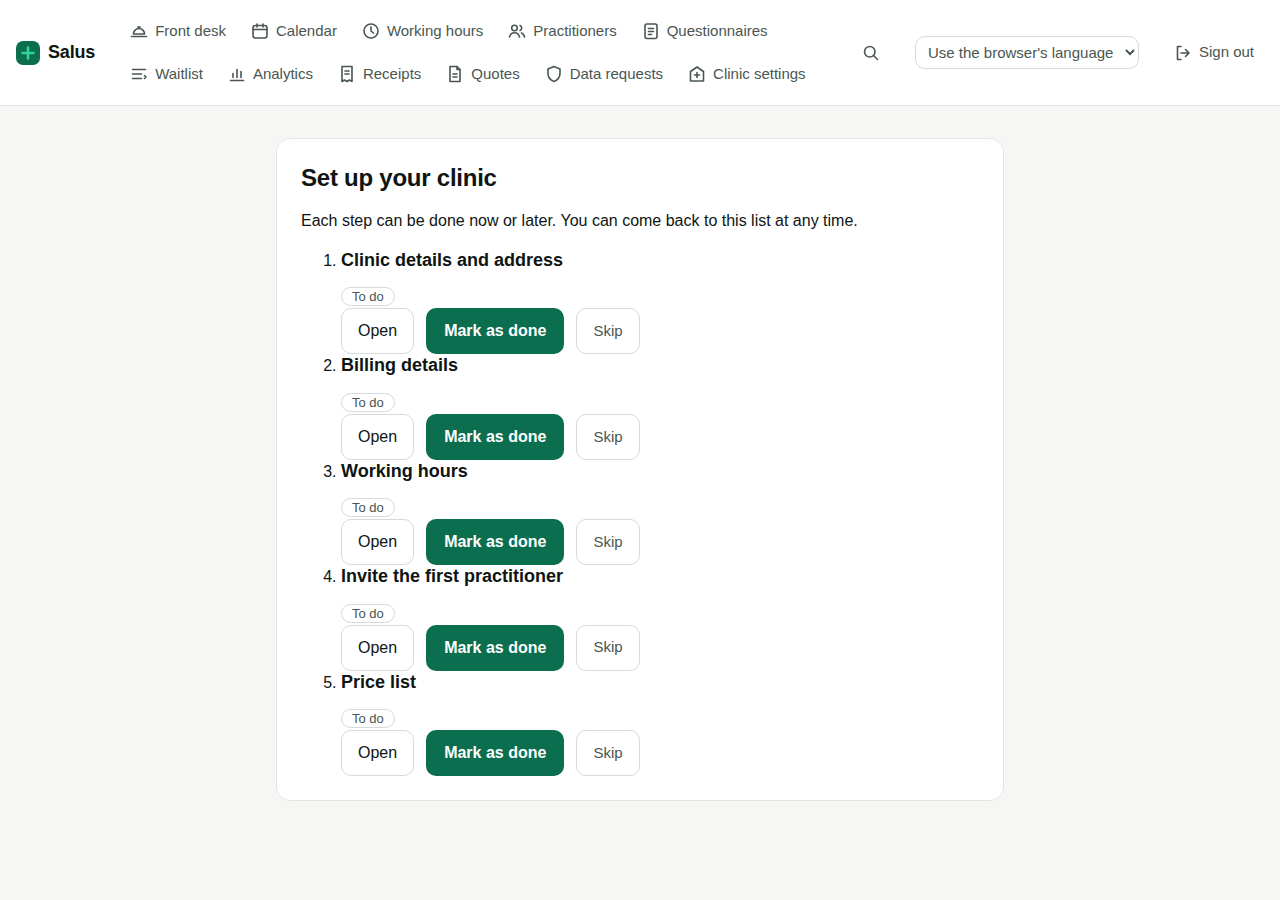 Salus
Front desk
Calendar
Working hours
Practitioners
Questionnaires
Waitlist
Analytics
Receipts
Quotes
Data requests
Clinic settings
Use the browser's language
Sign out
Set up your clinic
Each step can be done now or later. You can come back to this list at any time.
1. Clinic details and address
To do
Open Mark as done Skip
2. Billing details
To do
Open Mark as done Skip
3. Working hours
To do
Open Mark as done Skip
4. Invite the first practitioner
To do
Open Mark as done Skip
5. Price list
To do
Open Mark as done Skip